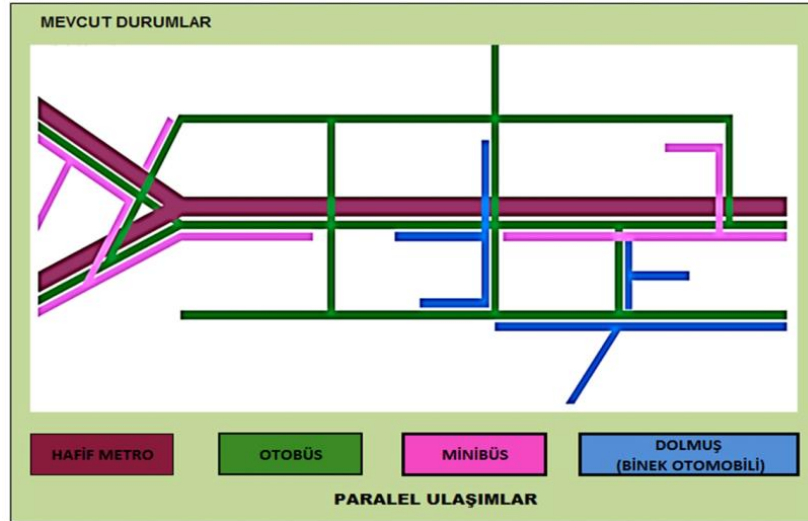 MEVCUT DURUMLAR
HAFİF METRO
OTOBÜS
MİNİBÜS
DOLMUŞ
(BİNEK OTOMOBİLİ)
PARALEL ULAŞIMLAR